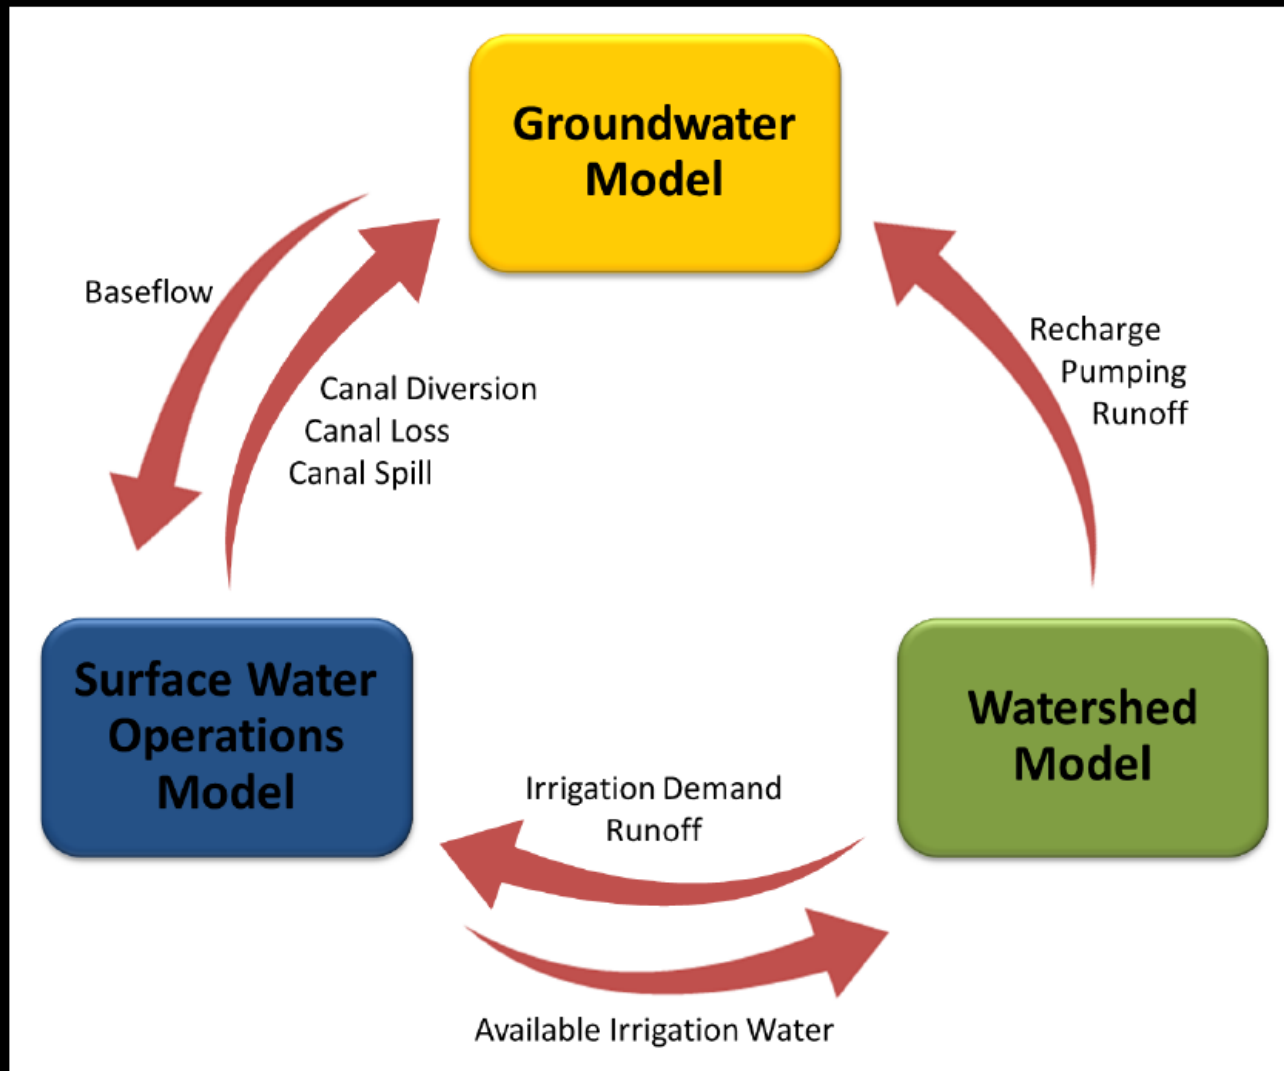 Groundwater
Model
Baseflow
Canal Diversion
Canal Loss
Canal Spill
Recharge
Pumping
Runoff
Surface Water
Operations
Model
Watershed
Model
Irrigation Demand
Runoff
Available Irrigation Water